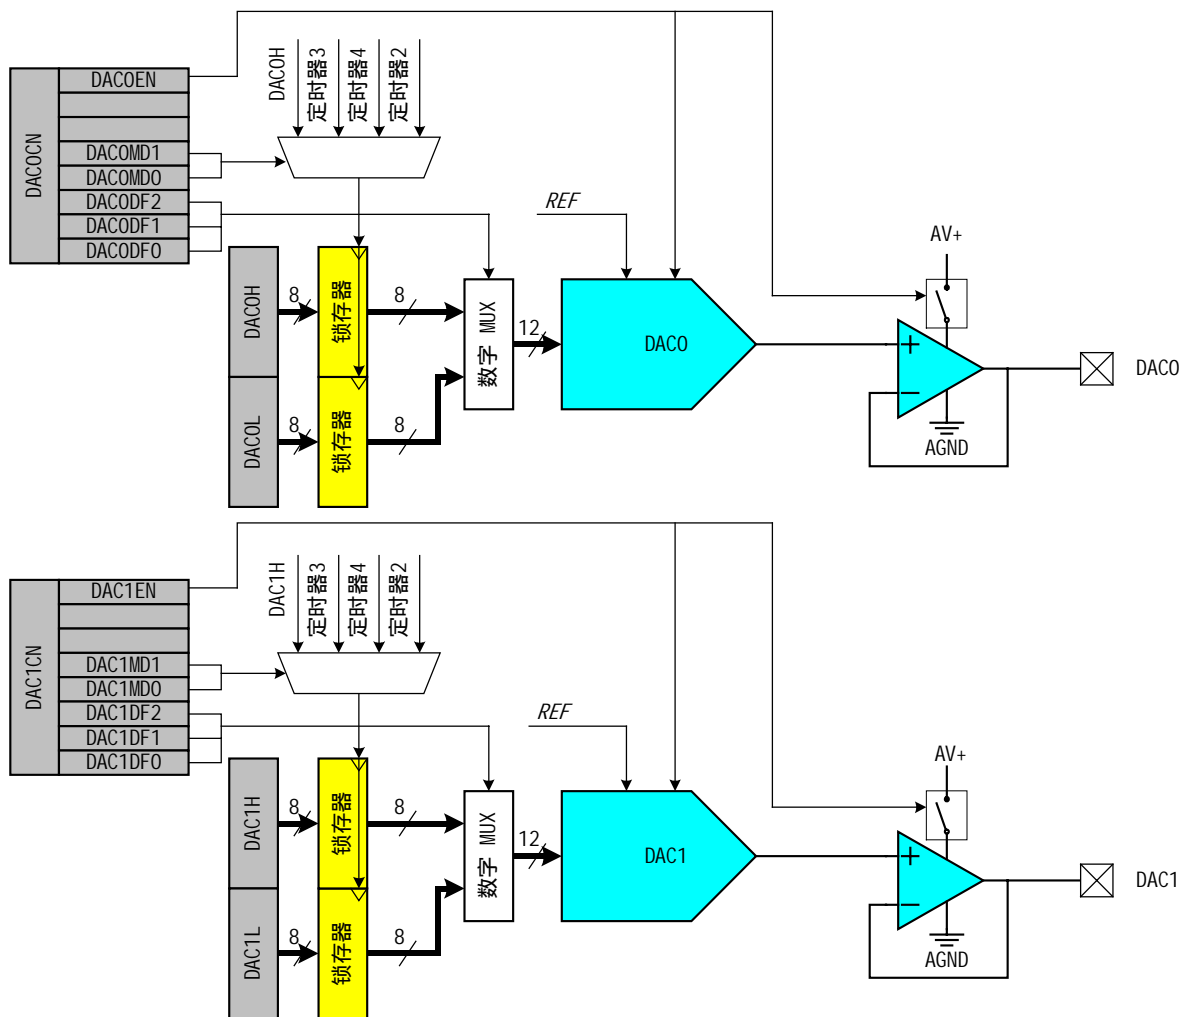 DAC0H
定时器3
定时器4
定时器2
DAC0CN
DAC0EN
DAC0MD1
DAC0MD0
DAC0DF2
DAC0DF1
DAC0DF0
REF
AV+
DAC0H
8
锁存器
8
数字 MUX
12
DAC0
DAC0
DAC0L
8
锁存器
8
AGND
DAC1H
定时器3
定时器4
定时器2
DAC1CN
DAC1EN
DAC1MD1
DAC1MD0
DAC1DF2
DAC1DF1
DAC1DF0
REF
AV+
DAC1H
8
锁存器
8
数字 MUX
12
DAC1
DAC1
DAC1L
8
锁存器
8
AGND